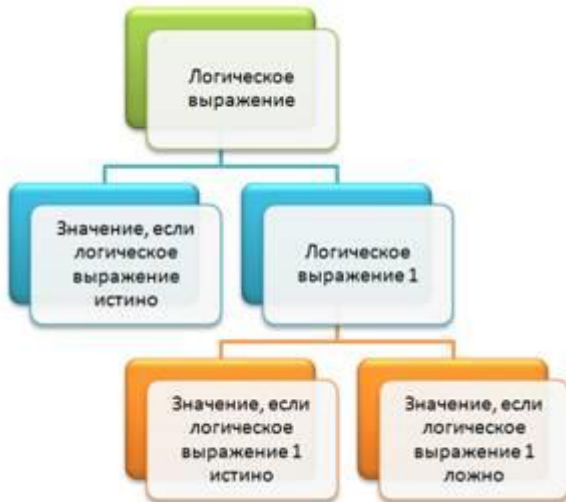 Логическое
выражение
Значение, если
логическое
выражение
истино
Логическое
выражение 1
Значение, если
логическое
выражение 1
истино
Значение, если
логическое
выражение 1
ложно